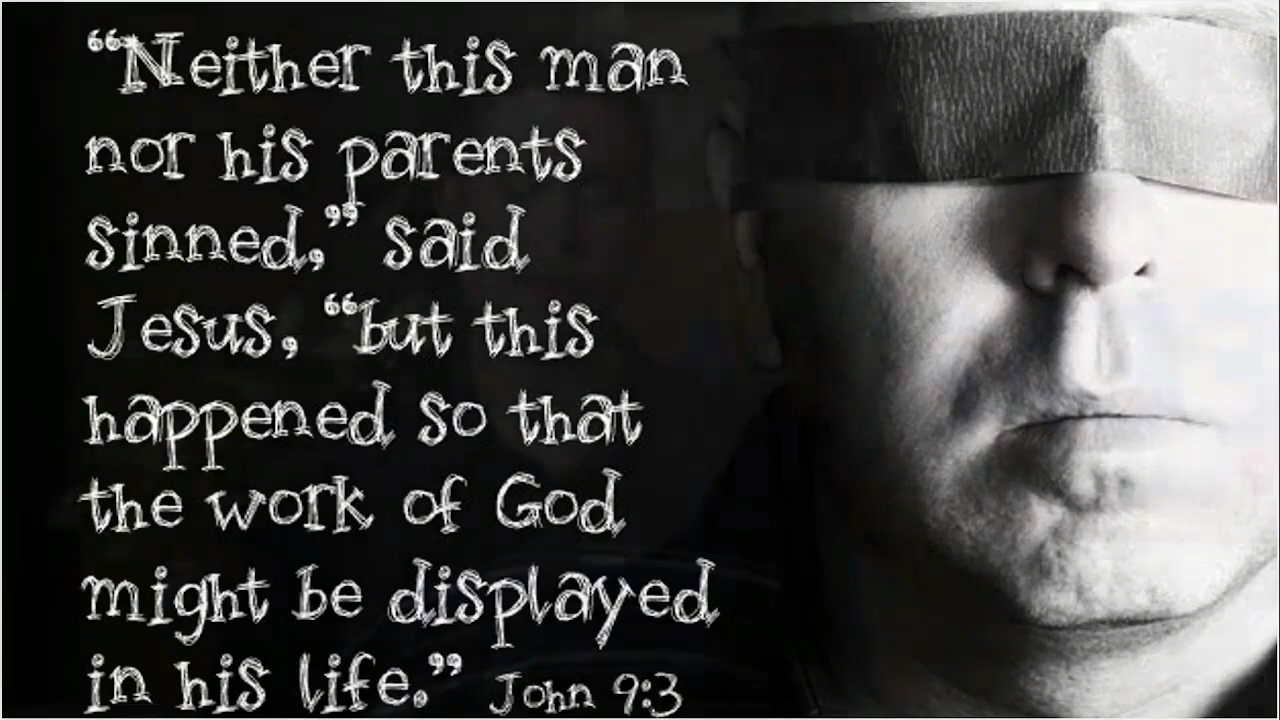 “Neither this man
nor his parents
sinned,” said
Jesus, “but this
happened so that
the work of God
might be displayed
in his life.” John 9:3